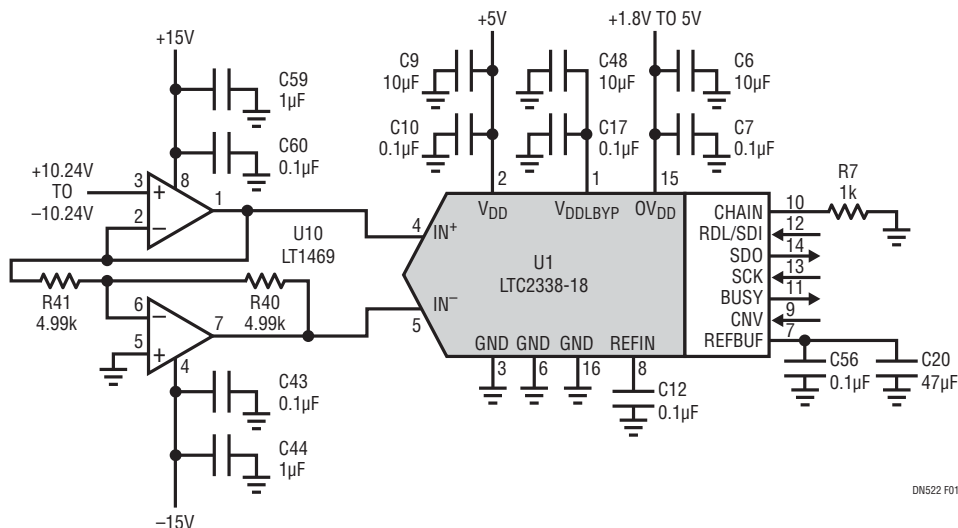 +15V
C59
1µF
C60
0.1µF
+10.24V
TO
–10.24V
3
+
8
1
2
–
U10
LT1469
R41
4.99k
R40
4.99k
6
–
7
5
+
4
C43
0.1µF
C44
1µF
–15V
+5V
C9
10µF
C10
0.1µF
2
C48
10µF
C17
0.1µF
1
+1.8V TO 5V
C6
10µF
C7
0.1µF
15
VDD
VDDLBYP
OVDD
4
IN+
IN–
5
U1
LTC2338-18
GND
GND
GND
REFIN
3
6
16
8
C12
0.1µF
CHAIN
10
RDL/SDI
12
SDO
14
SCK
13
BUSY
11
CNV
9
REFBUF
7
R7
1k
C56
0.1µF
C20
47µF
DN522 F01